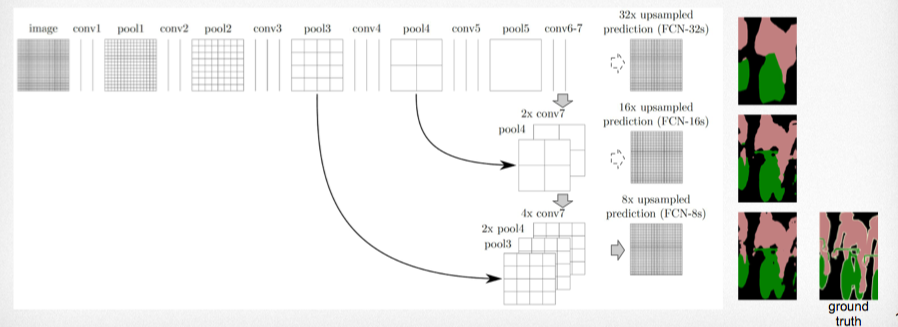 image conv1 pool1 conv2 pool2 conv3 pool3 conv4 pool4 conv5 pool5 conv6-7
32x upsampled
prediction (FCN-32s)
2x conv7
pool4
16x upsampled
prediction (FCN-16s)
4x conv7
2x pool4
pool3
8x upsampled
prediction (FCN-8s)
ground
truth